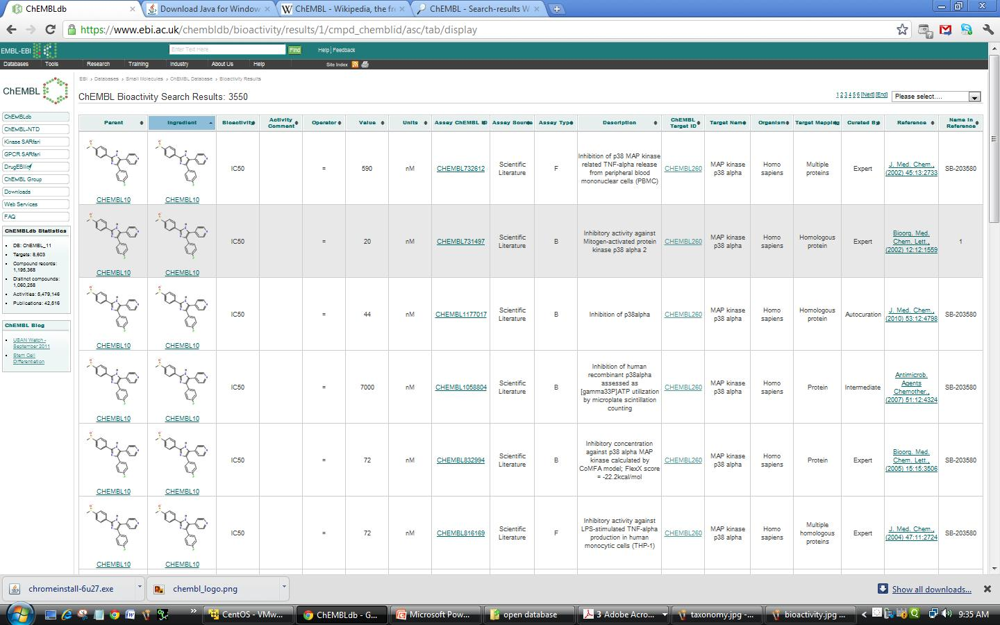 ChEMBLdb
Download Java for Window
ChEMBL - Wikipedia, the fr
ChEMBL - Search-results W
https://www.ebi.ac.uk/chembldb/bioactivity/results/1/cmpd_chemblid/asc/tab/display
EMBL-EBI
Enter Text Here
Find
Help | Feedback
Databases Tools Research Training Industry About Us Help Site Index
EBI › Databases › Small Molecules › ChEMBL Database › Bioactivity Results
ChEMBL
ChEMBL Bioactivity Search Results: 3550
1 2 3 4 5 6 [Next] [End]
Please select....
ChEMBLdb
ChEMBL-NTD
Kinase SARfari
GPCR SARfari
DrugEBIlity
ChEMBL Group
Downloads
Web Services
FAQ
ChEMBLdb Statistics
DB: ChEMBL_11
Targets: 8,603
Compound records:
1,195,368
Distinct compounds:
1,060,258
Activities: 5,479,146
Publications: 42,516
ChEMBL Blog
USAN Watch -
September 2011
Stem Cell
Differentiation
Parent Ingredient Bioactivity Activity Comment Operator Value Units Assay ChEMBL ID Assay Source Assay Type Description ChEMBL Target ID Target Name Organism Target Mapping Curated By Reference Name In Reference
CHEMBL10 CHEMBL10 IC50 = 590 nM CHEMBL732612 Scientific Literature F Inhibition of p38 MAP kinase related TNF-alpha release from peripheral blood mononuclear cells (PBMC) CHEMBL260 MAP kinase p38 alpha Homo sapiens Multiple proteins Expert J. Med. Chem., (2002) 45:13:2733 SB-203580
CHEMBL10 CHEMBL10 IC50 = 20 nM CHEMBL731497 Scientific Literature B Inhibitory activity against Mitogen-activated protein kinase p38 alpha 2 CHEMBL260 MAP kinase p38 alpha Homo sapiens Homologous protein Expert Bioorg. Med. Chem. Lett., (2002) 12:12:1559 1
CHEMBL10 CHEMBL10 IC50 = 44 nM CHEMBL1177017 Scientific Literature B Inhibition of p38alpha CHEMBL260 MAP kinase p38 alpha Homo sapiens Homologous protein Autocuration J. Med. Chem., (2010) 53:12:4798 SB-203580
CHEMBL10 CHEMBL10 IC50 = 7000 nM CHEMBL1058804 Scientific Literature B Inhibition of human recombinant p38alpha assessed as [gamma33P]ATP utilization by microplate scintillation counting CHEMBL260 MAP kinase p38 alpha Homo sapiens Protein Intermediate Antimicrob. Agents Chemother., (2007) 51:12:4324 SB-203580
CHEMBL10 CHEMBL10 IC50 = 72 nM CHEMBL832994 Scientific Literature B Inhibitory concentration against p38 alpha MAP kinase calculated by CoMFA model; FlexX score = -22.2kcal/mol CHEMBL260 MAP kinase p38 alpha Homo sapiens Protein Expert Bioorg. Med. Chem. Lett., (2005) 15:15:3506 SB-203580
CHEMBL10 CHEMBL10 IC50 = 72 nM CHEMBL816169 Scientific Literature F Inhibitory activity against LPS-stimulated TNF-alpha production in human monocytic cells (THP-1) CHEMBL260 MAP kinase p38 alpha Homo sapiens Multiple homologous proteins Expert J. Med. Chem., (2004) 47:11:2724 SB-203580
chromeinstall-6u27.exe
chembl_logo.png
Show all downloads...
CentOS - VMw...
ChEMBLdb - G...
Microsoft Pow...
open database
3 Adobe Acro...
taxonomy.jpg -...
bioactivity.jpg ...
9:35 AM